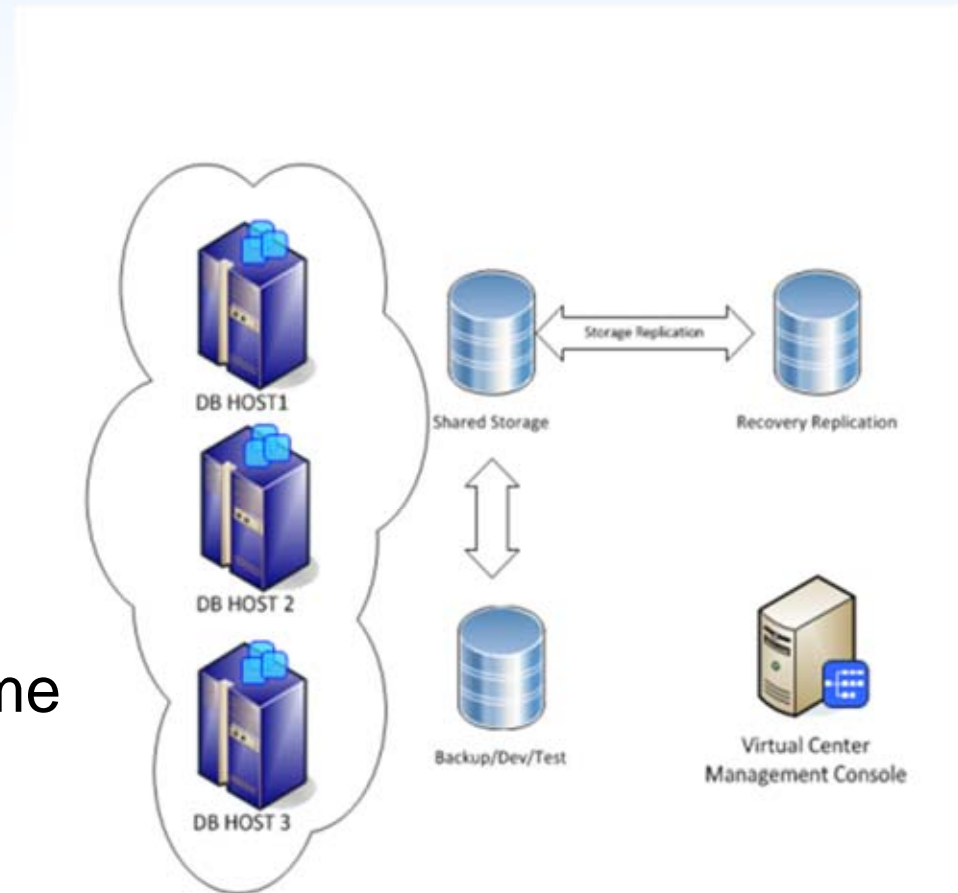 DB HOST1
Shared Storage
Storage Replication
Recovery Replication
DB HOST 2
DB HOST 3
Backup/Dev/Test
Virtual Center
Management Console